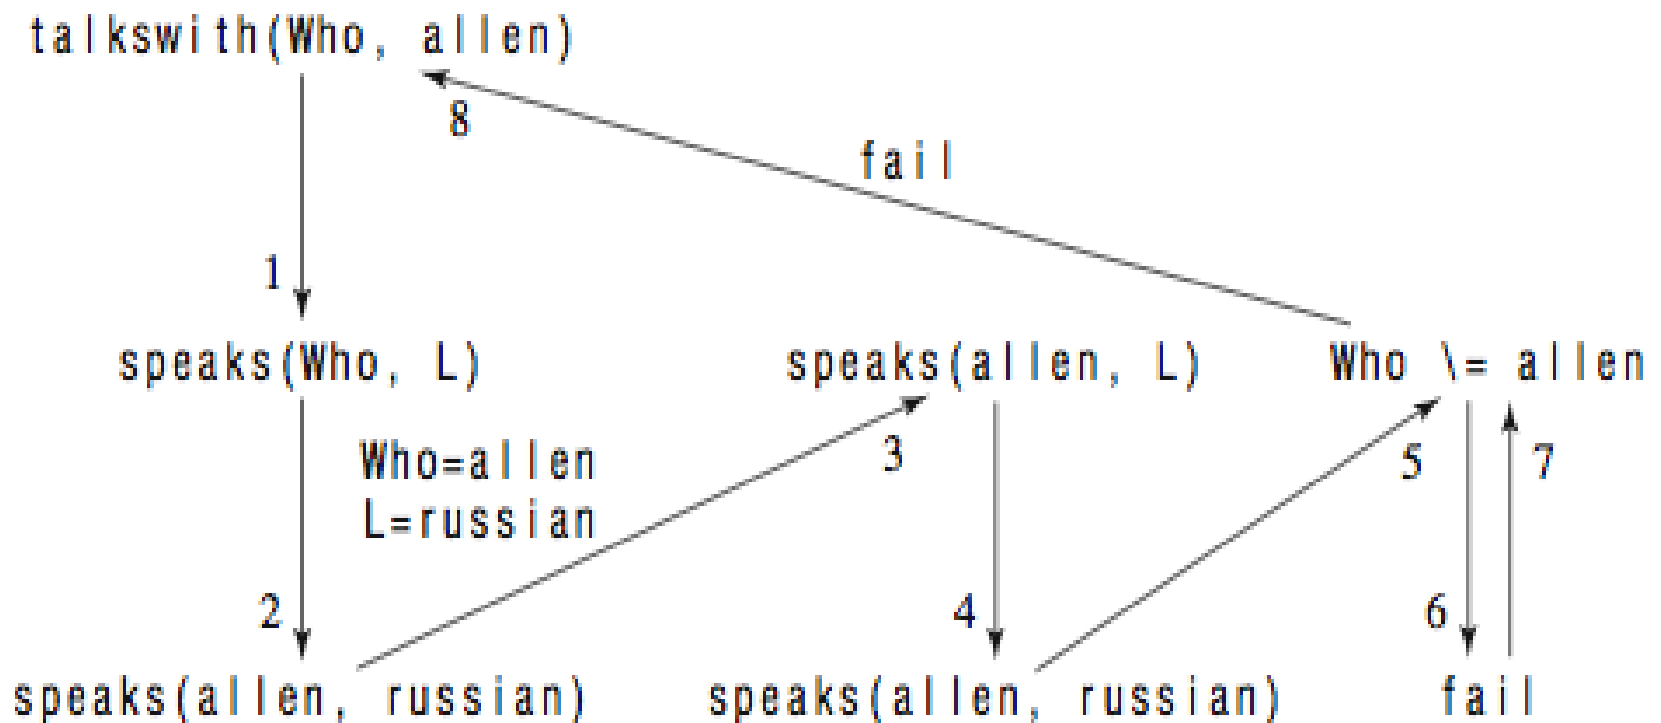 talkswith(Who, allen)
8
fail
1
speaks(Who, L)
speaks(allen, L)
Who \= allen
Who=allen
L=russian
3
5
7
2
4
6
speaks(allen, russian)
speaks(allen, russian)
fail